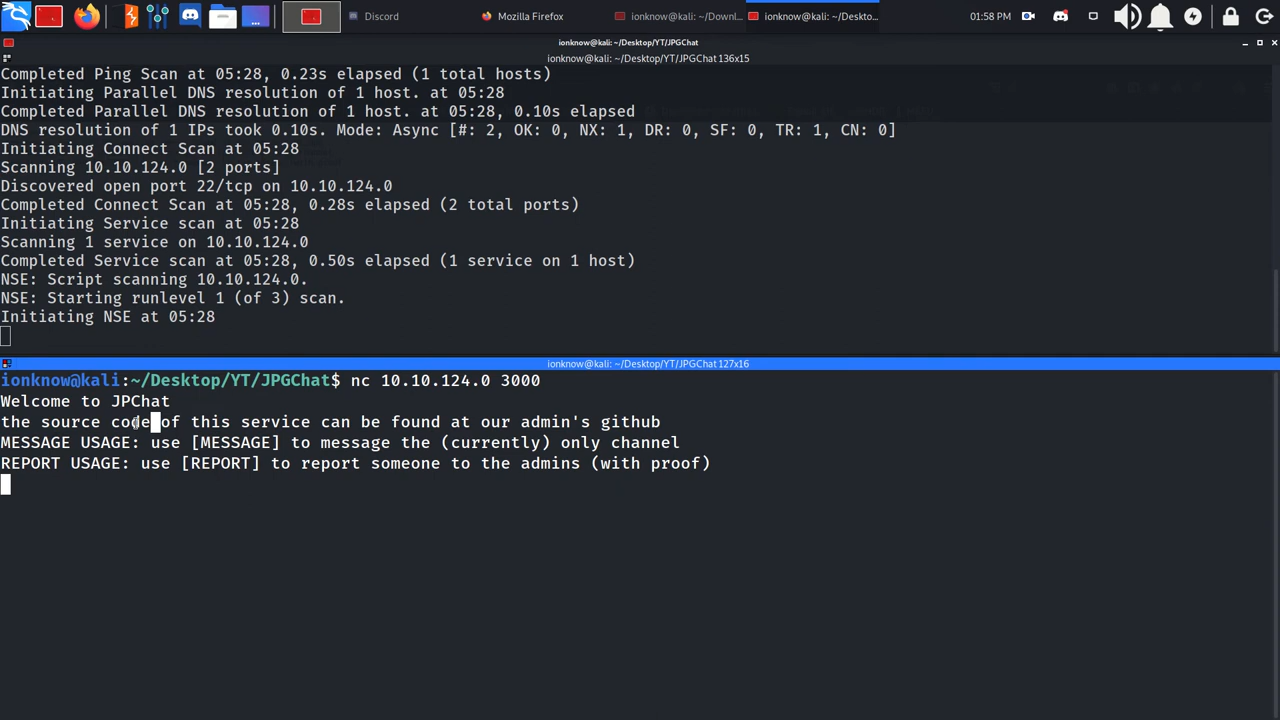 Discord
Mozilla Firefox
ionknow@kali: ~/Downl...
ionknow@kali: ~/Deskto...
01:58 PM
ionknow@kali: ~/Desktop/YT/JPGChat
ionknow@kali: ~/Desktop/YT/JPGChat 136x15
Completed Ping Scan at 05:28, 0.23s elapsed (1 total hosts)
Initiating Parallel DNS resolution of 1 host. at 05:28
Completed Parallel DNS resolution of 1 host. at 05:28, 0.10s elapsed
DNS resolution of 1 IPs took 0.10s. Mode: Async [#: 2, OK: 0, NX: 1, DR: 0, SF: 0, TR: 1, CN: 0]
Initiating Connect Scan at 05:28
Scanning 10.10.124.0 [2 ports]
Discovered open port 22/tcp on 10.10.124.0
Completed Connect Scan at 05:28, 0.28s elapsed (2 total ports)
Initiating Service scan at 05:28
Scanning 1 service on 10.10.124.0
Completed Service scan at 05:28, 0.50s elapsed (1 service on 1 host)
NSE: Script scanning 10.10.124.0.
NSE: Starting runlevel 1 (of 3) scan.
Initiating NSE at 05:28
ionknow@kali: ~/Desktop/YT/JPGChat 127x16
ionknow@kali:~/Desktop/YT/JPGChat$ nc 10.10.124.0 3000
Welcome to JPChat
the source code of this service can be found at our admin's github
MESSAGE USAGE: use [MESSAGE] to message the (currently) only channel
REPORT USAGE: use [REPORT] to report someone to the admins (with proof)